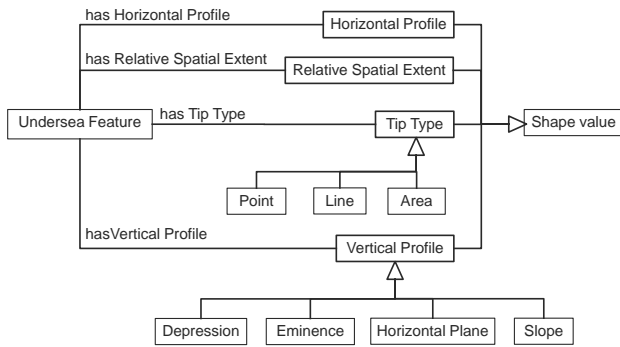 has Horizontal Profile
Horizontal Profile
has Relative Spatial Extent
Relative Spatial Extent
Undersea Feature
has Tip Type
Tip Type
Shape value
Point
Line
Area
hasVertical Profile
Vertical Profile
Depression
Eminence
Horizontal Plane
Slope